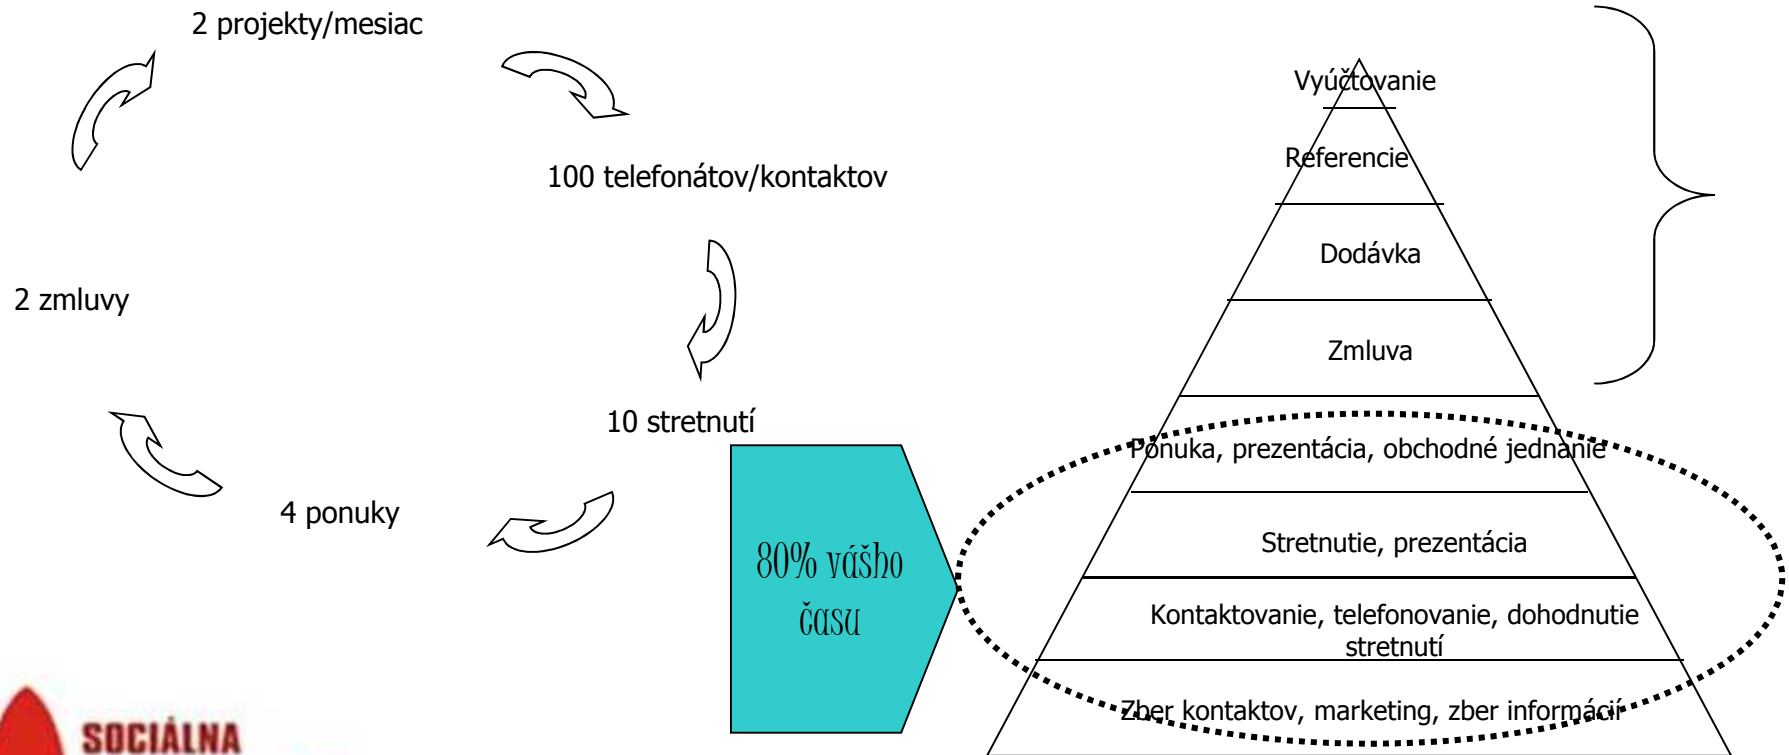 2 projekty/mesiac
100 telefonátov/kontaktov
10 stretnutí
4 ponuky
2 zmluvy
80% vášho
času
Vyúčtovanie
Referencie
Dodávka
Zmluva
Ponuka, prezentácia, obchodné jednanie
Stretnutie, prezentácia
Kontaktovanie, telefonovanie, dohodnutie
stretnutí
Zber kontaktov, marketing, zber informácií
SOCIÁLNA